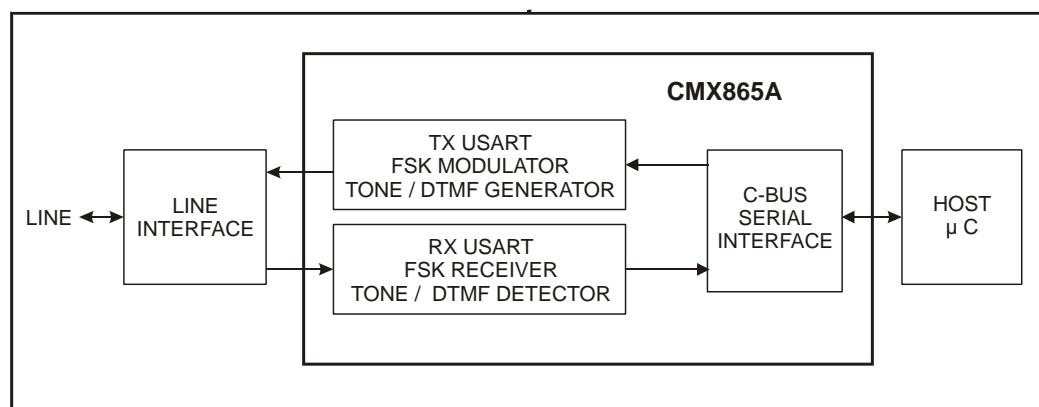 CMX865A
TX USART
FSK MODULATOR
TONE / DTMF GENERATOR
LINE
LINE
INTERFACE
RX USART
FSK RECEIVER
TONE / DTMF DETECTOR
C-BUS
SERIAL
INTERFACE
HOST
µ C